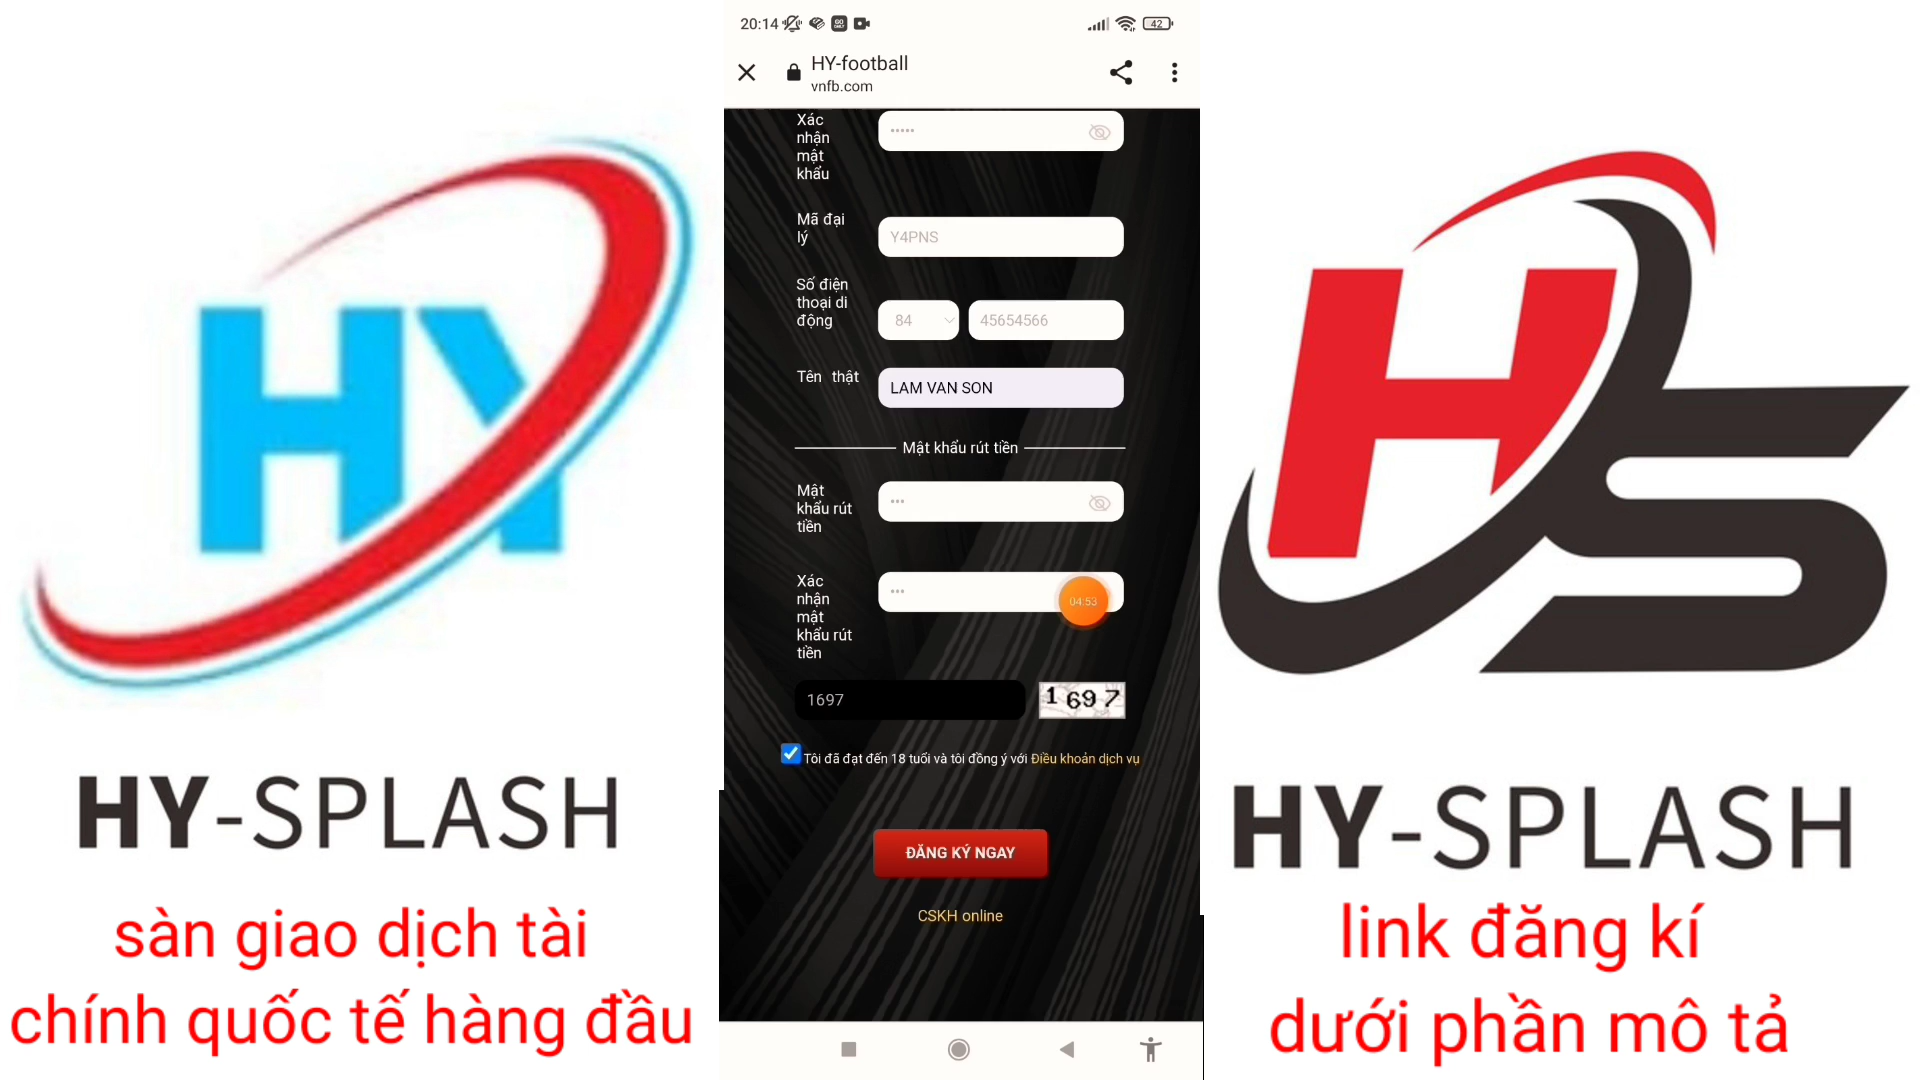 HY
HY-SPLASH
sàn giao dịch tài
chính quốc tế hàng đầu
20:14
42
HY-football
vnfb.com
Xác
nhận
mật
khẩu
•••••
Mã đại
lý
Y4PNS
Số điện
thoại di
động
84
45654566
Tên thật
LAM VAN SON
Mật khẩu rút tiền
Mật
khẩu rút
tiền
•••
Xác
nhận
mật
khẩu rút
tiền
•••
04:53
1697
1697
Tôi đã đạt đến 18 tuổi và tôi đồng ý với Điều khoản dịch vụ
ĐĂNG KÝ NGAY
CSKH online
HS
HY-SPLASH
link đăng kí
dưới phần mô tả